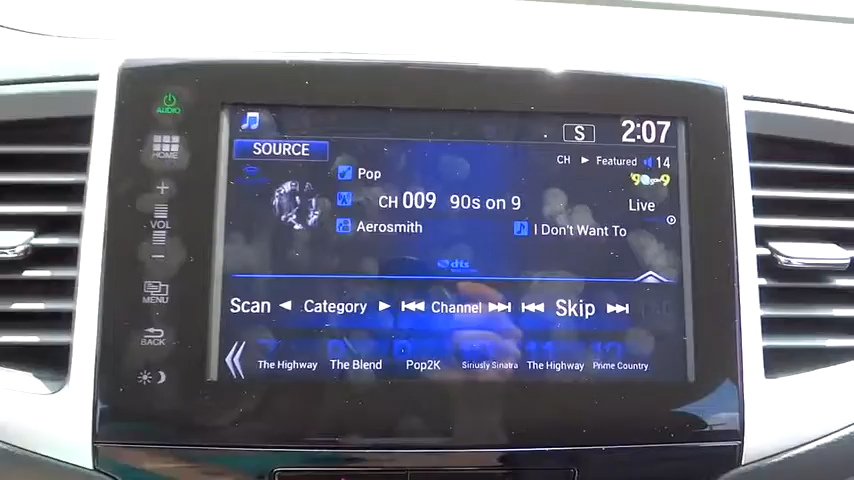 AUDIO
HOME
VOL
MENU
BACK
S 2:07
SOURCE
CH Featured 14
Pop
CH 009 90s on 9
Live
Aerosmith I Don't Want To
dts
Scan Category Channel Skip
The Highway The Blend Pop2K Siriusly Sinatra The Highway Prime Country